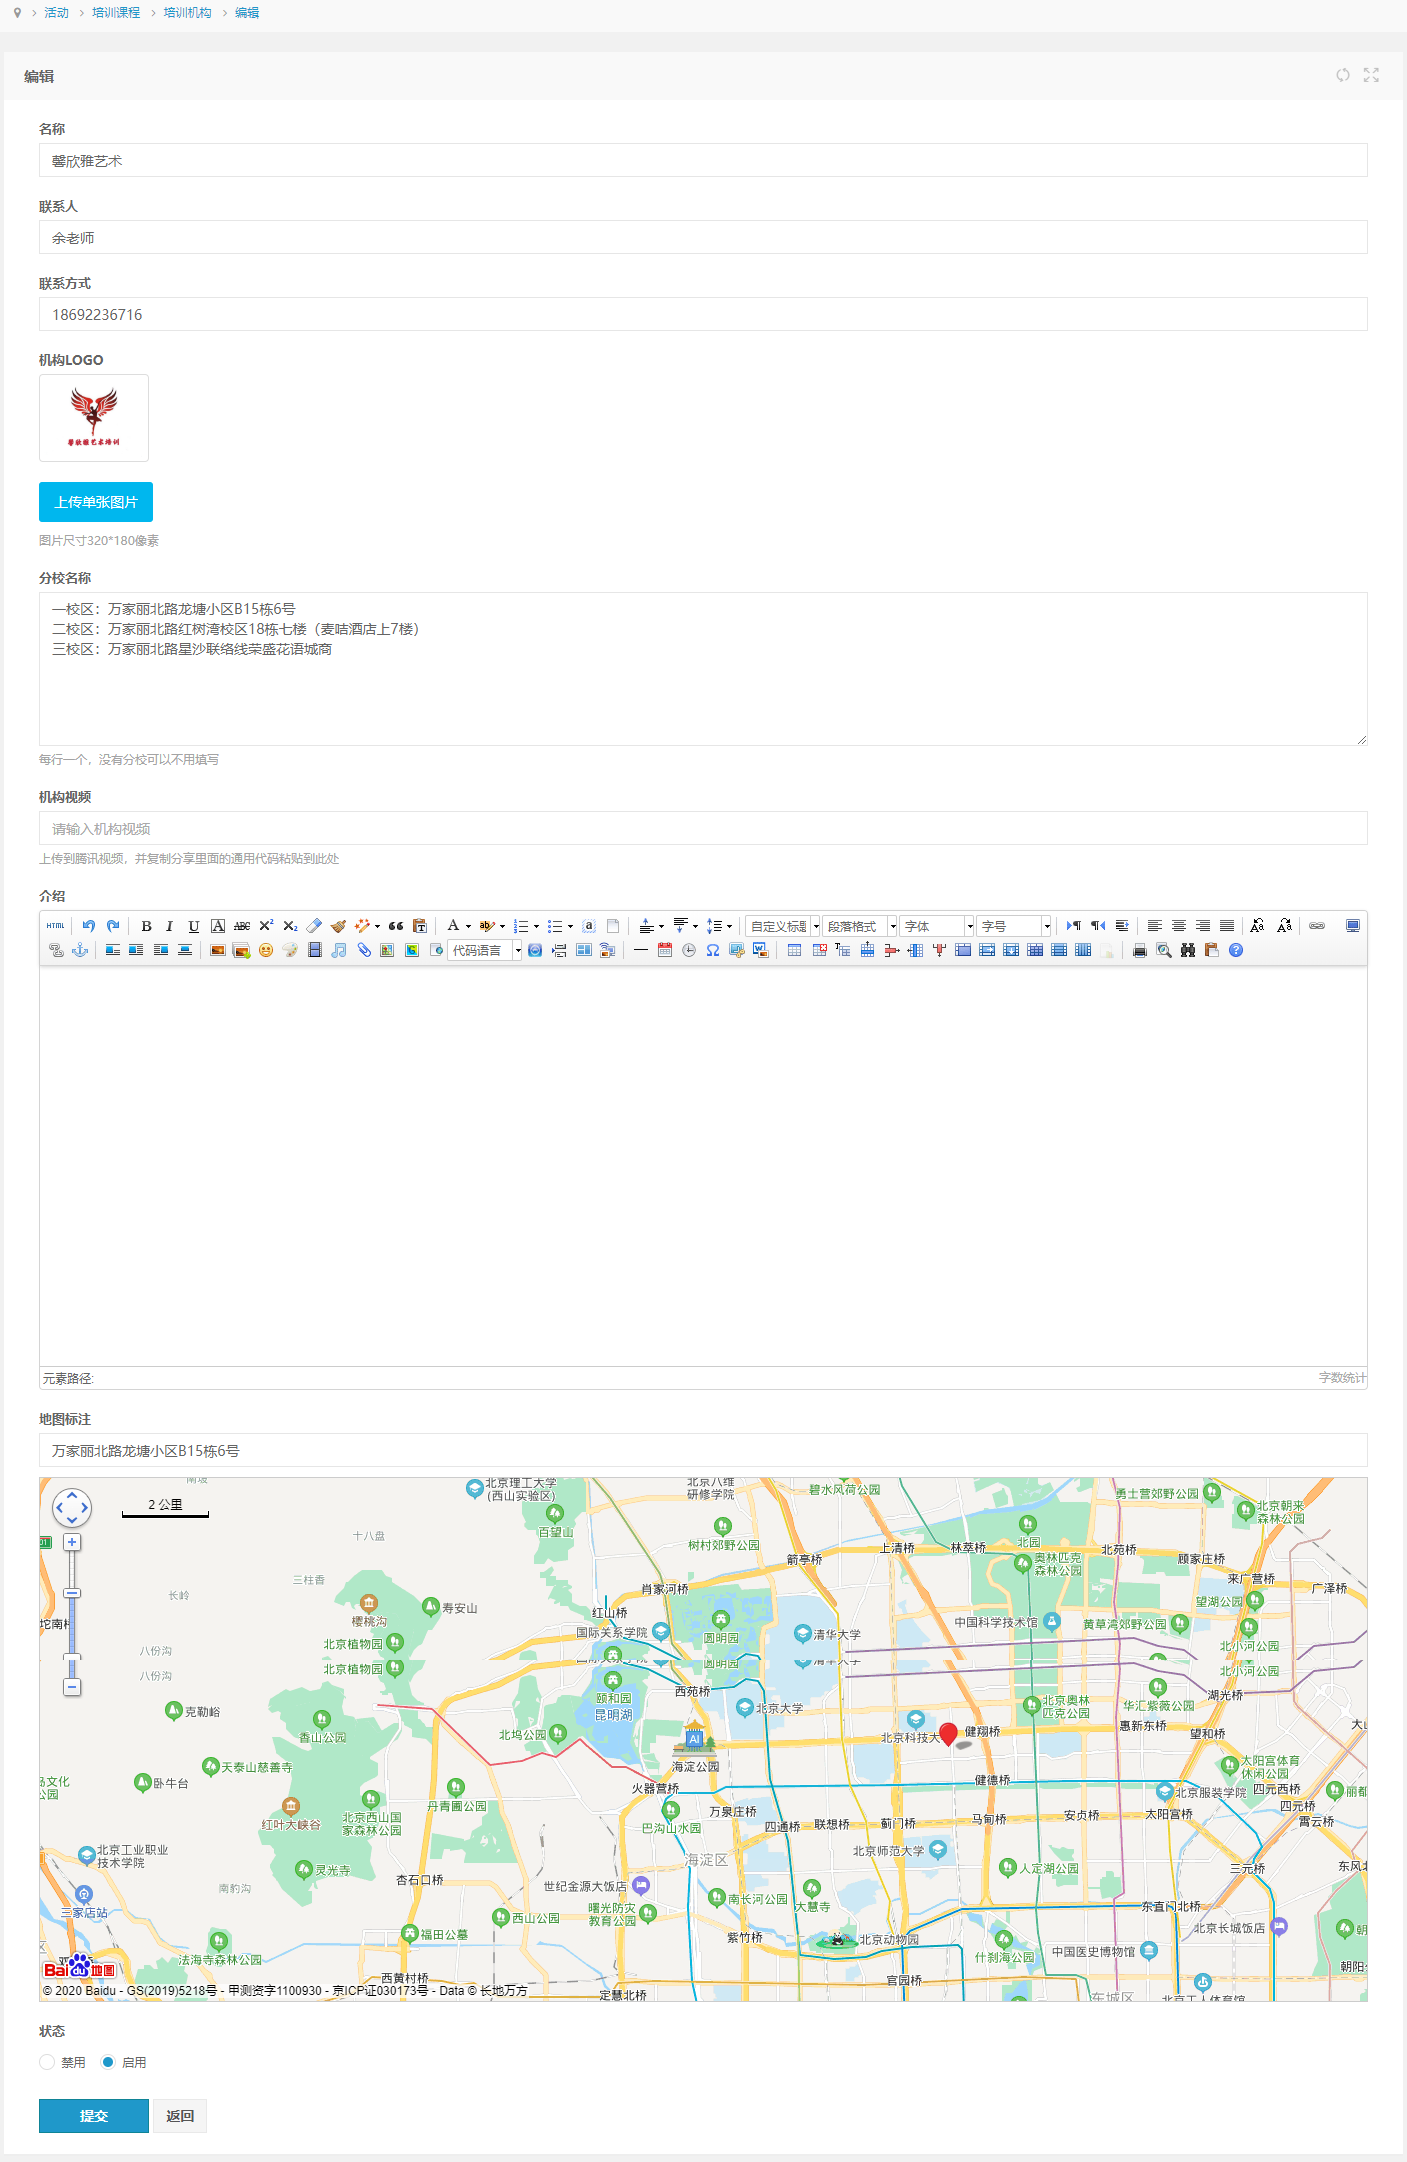 活动 培训课程 培训机构 编辑
编辑
名称
馨欣雅艺术
联系人
余老师
联系方式
18692236716
机构LOGO
馨欣雅艺术培训
上传单张图片
图片尺寸320*180像素
分校名称
一校区：万家丽北路龙塘小区B15栋6号
二校区：万家丽北路红树湾校区18栋七楼（麦咭酒店上7楼）
三校区：万家丽北路星沙联络线荣盛花语城商
每行一个，没有分校可以不用填写
机构视频
请输入机构视频
上传到腾讯视频，并复制分享里面的通用代码粘贴到此处
介绍
HTML 自定义标题 段落格式 字体 字号
代码语言
元素路径: 字数统计
地图标注
万家丽北路龙塘小区B15栋6号
2 公里
北京理工大学
(西山实验区)
北京八维
研修学院
碧水风荷公园
勇士营郊野公园
北京朝来
森林公园
十八盘
百望山
树村郊野公园
箭亭桥
上清桥
林萃桥
北园
奥林匹克
森林公园
北苑桥
顾家庄桥
来广营桥
广泽桥
三柱香
长岭
肖家河桥
望湖公园
樱桃沟
寿安山
红山桥
国际关系学院
圆明园
清华大学
中国科学技术馆
黄草湾郊野公园
北小河公园
八份沟
北京植物园
八份沟
北京植物园
圆明园
清华大学
北小河公园
克勒峪
颐和园
昆明湖
西苑桥
北京大学
北京奥林
匹克公园
华汇紫薇公园
湖光桥
香山公园
北坞公园
北京科技大
健翔桥
惠新东桥
望和桥
天泰山慈善寺
海淀公园
太阳宫体育
休闲公园
卧牛台
火器营桥
健德桥
北京服装学院
四元西桥
丹青圃公园
红叶大峡谷
北京西山国
家森林公园
巴沟山水园
万泉庄桥
四通桥
联想桥
蓟门桥
马甸桥
安贞桥
太阳宫桥
四元桥
霄云桥
北京工业职业
技术学院
海淀区
北京师范大学
灵光寺
人定湖公园
三元桥
南豹沟
杏石口桥
世纪金源大饭店
南长河公园
大慧寺
三家店站
西山公园
曙光防灾
教育公园
东直门北桥
北京长城饭店
福田公墓
法海寺森林公园
紫竹桥
北京动物园
什刹海公园
中国医史博物馆
西黄村桥
官园桥
定慧北桥
东城区
北京工人体育馆
Baidu地图
© 2020 Baidu - GS(2019)5218号 - 甲测资字1100930 - 京ICP证030173号 - Data © 长地万方
状态
禁用 启用
提交 返回